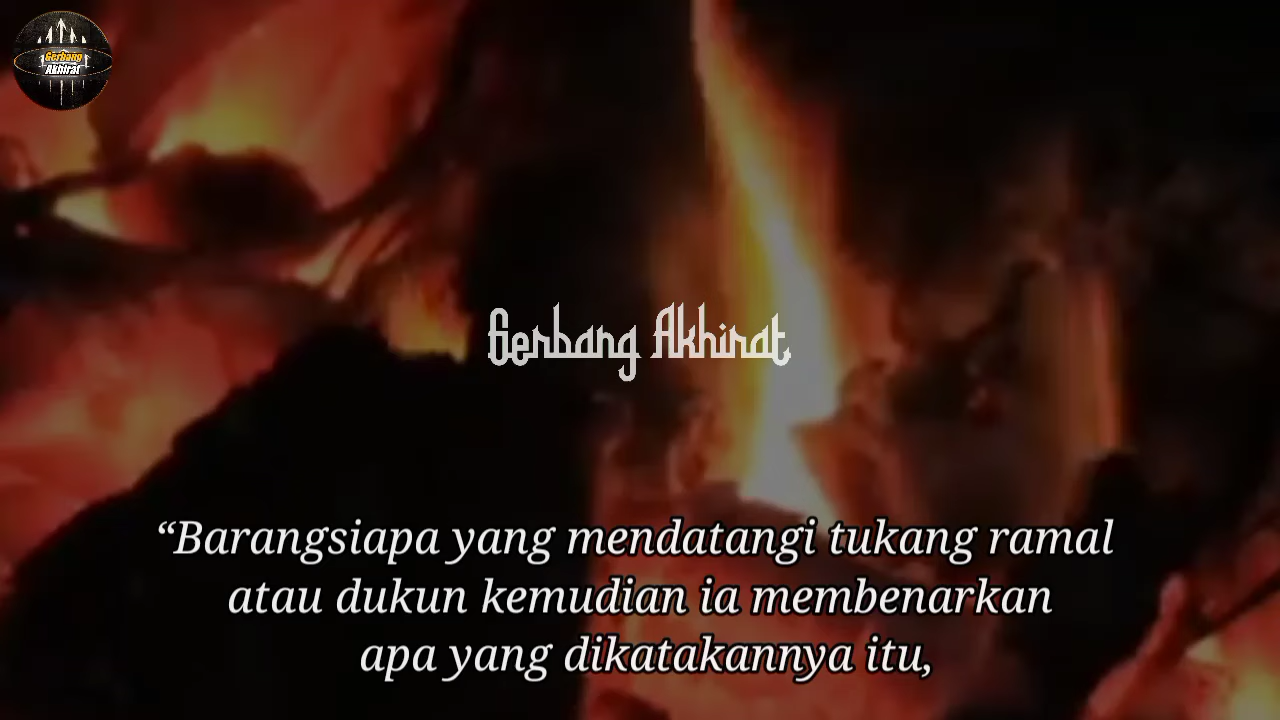 Gerbang
Akhirat
Gerbang Akhirat
“Barangsiapa yang mendatangi tukang ramal
atau dukun kemudian ia membenarkan
apa yang dikatakannya itu,